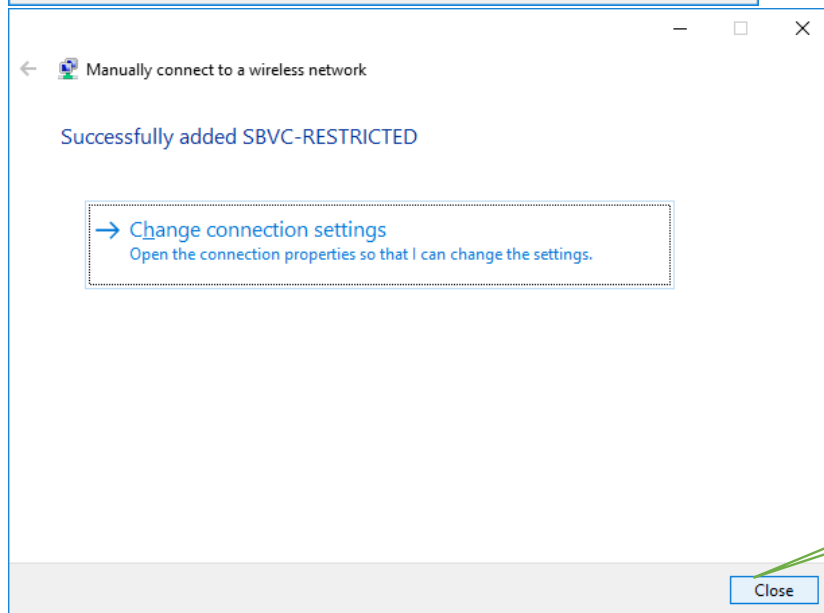 Manually connect to a wireless network
Successfully added SBVC-RESTRICTED
Change connection settings
Open the connection properties so that I can change the settings.
Close